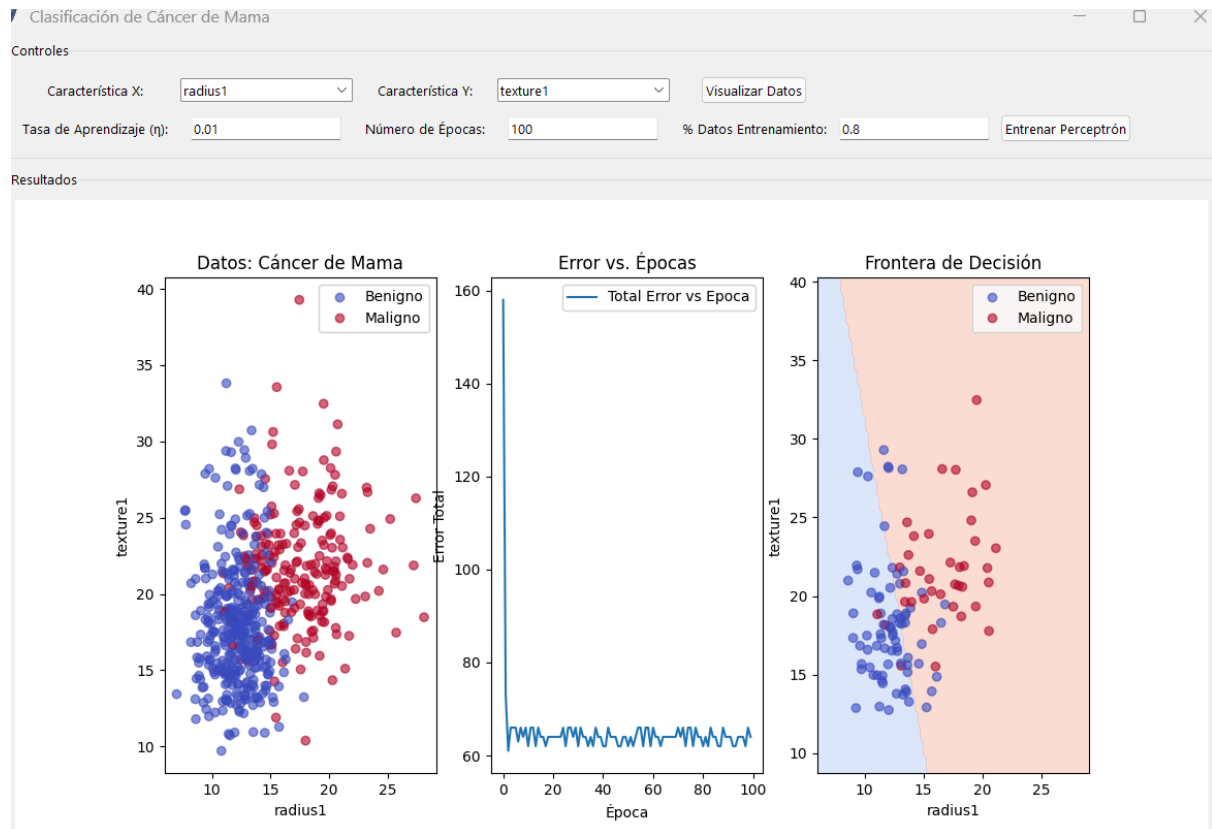 Clasificación de Cáncer de Mama
Controles
Característica X: radius1 Característica Y: texture1 Visualizar Datos
Tasa de Aprendizaje (η): 0.01 Número de Épocas: 100 % Datos Entrenamiento: 0.8 Entrenar Perceptrón
Resultados
Datos: Cáncer de Mama
Benigno
Maligno
40
35
30
25
20
15
10
texture1
10 15 20 25
radius1
Error vs. Épocas
Total Error vs Epoca
160
140
120
100
80
60
Error Total
0 20 40 60 80 100
Época
Frontera de Decisión
Benigno
Maligno
40
35
30
25
20
15
10
texture1
10 15 20 25
radius1